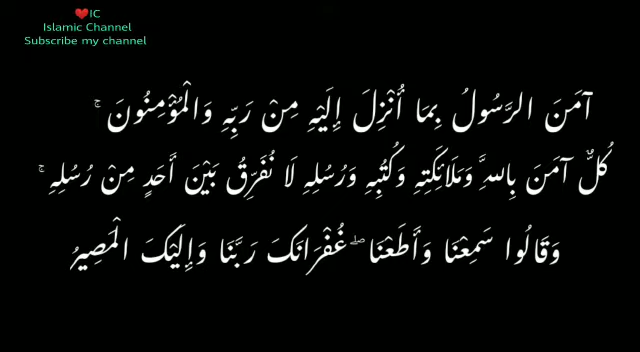 ❤️IC
Islamic Channel
Subscribe my channel
آمَنَ الرَّسُولُ بِمَا أُنْزِلَ إِلَيْهِ مِنْ رَبِّهِ وَالْمُؤْمِنُونَ ۚ
كُلٌّ آمَنَ بِاللَّهِ وَمَلَائِكَتِهِ وَكُتُبِهِ وَرُسُلِهِ لَا نُفَرِّقُ بَيْنَ أَحَدٍ مِنْ رُسُلِهِ ۚ
وَقَالُوا سَمِعْنَا وَأَطَعْنَا ۖ غُفْرَانَكَ رَبَّنَا وَإِلَيْكَ الْمَصِيرُ